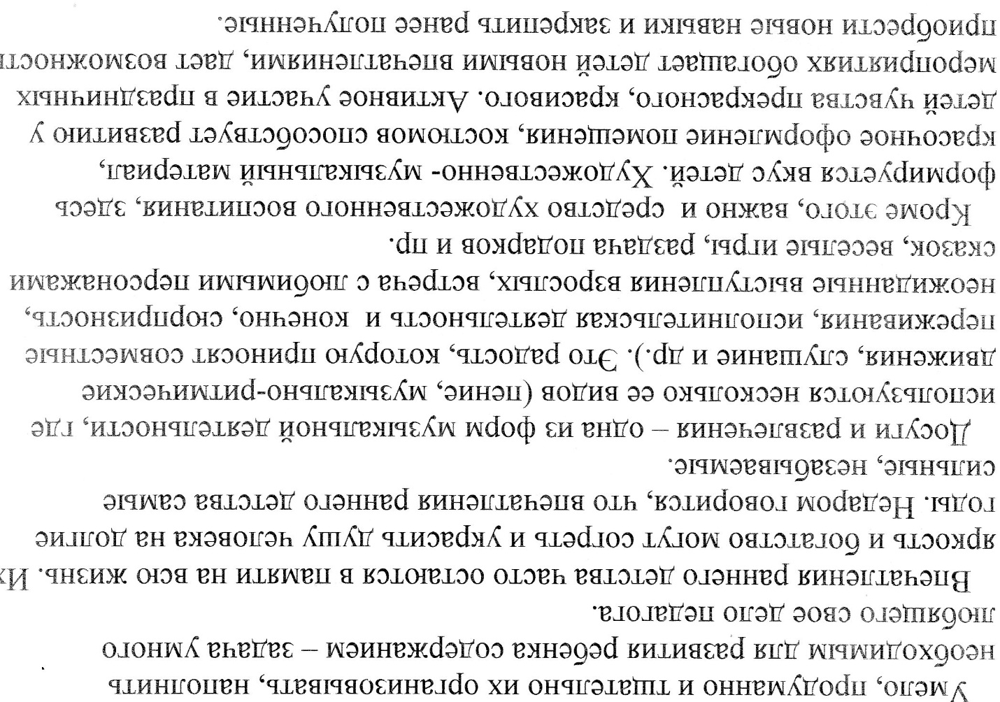 Умело, продуманно и тщательно их организовывать, наполнить
необходимым для развития ребенка содержанием – задача умного
любящего свое дело педагога.
Впечатления раннего детства часто остаются в памяти на всю жизнь. Их
яркость и богатство могут согреть и украсить душу человека на долгие
годы. Недаром говорится, что впечатления раннего детства самые
сильные, незабываемые.
Досуги и развлечения – одна из форм музыкальной деятельности, где
используются несколько ее видов (пение, музыкально-ритмические
движения, слушание и др.). Это радость, которую приносят совместные
переживания, исполнительская деятельность и конечно, сюрпризность,
неожиданные выступления взрослых, встреча с любимыми персонажами
сказок, веселые игры, раздача подарков и пр.
Кроме этого, важно и средство художественного воспитания, здесь
формируется вкус детей. Художественно- музыкальный материал,
красочное оформление помещения, костюмов способствует развитию у
детей чувства прекрасного, красивого. Активное участие в праздничных
мероприятиях обогащает детей новыми впечатлениями, дает возможности
приобрести новые навыки и закрепить ранее полученные.